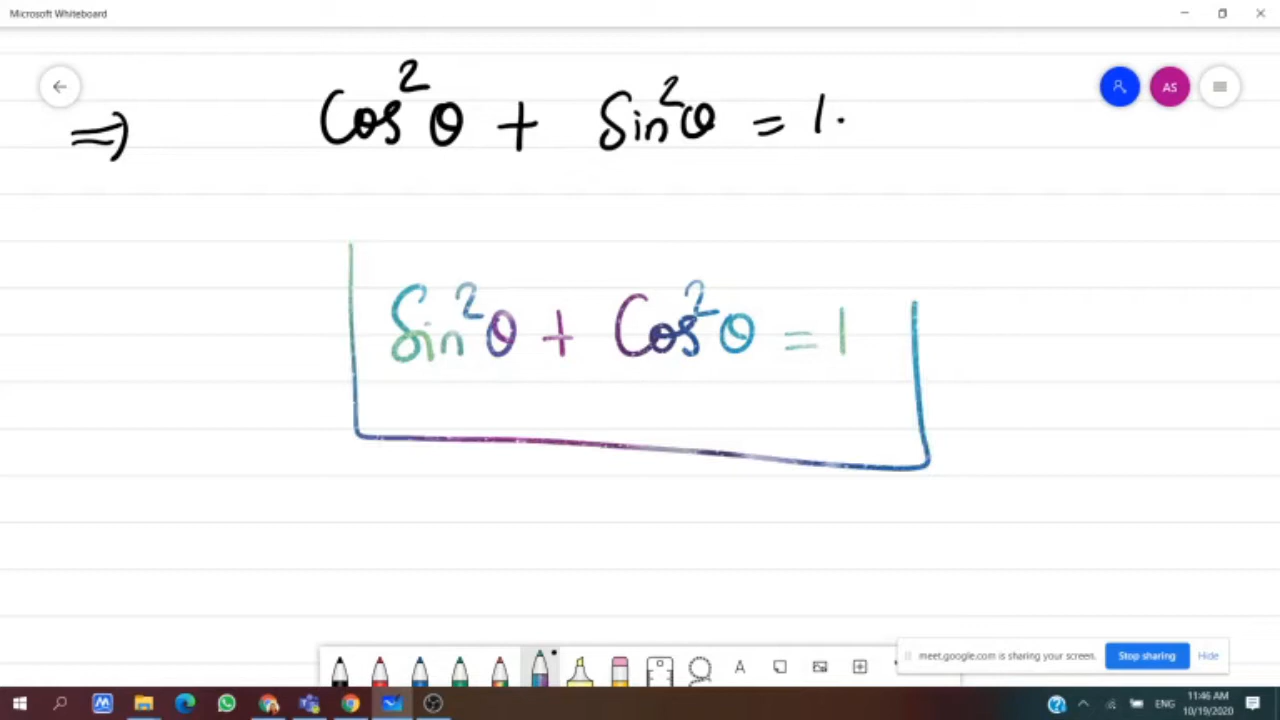 Microsoft Whiteboard
AS
⇒ Cos²θ + Sin²θ = 1.
Sin²θ + Cos²θ = 1
A
meet.google.com is sharing your screen. Stop sharing Hide
ENG
11:46 AM
10/19/2020